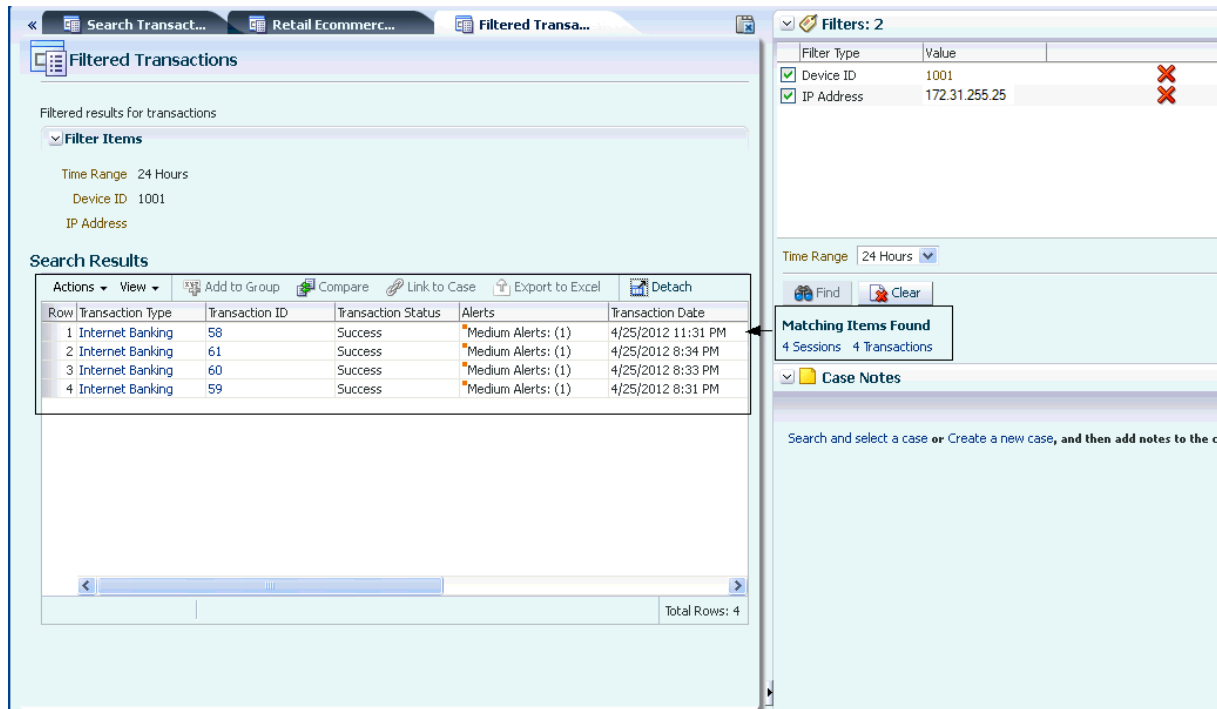 « Search Transact... Retail Ecommerc... Filtered Transa...
Filtered Transactions
Filtered results for transactions
Filter Items
Time Range 24 Hours
Device ID 1001
IP Address
Search Results
Actions View Add to Group Compare Link to Case Export to Excel Detach
Row Transaction Type Transaction ID Transaction Status Alerts Transaction Date
1 Internet Banking 58 Success Medium Alerts: (1) 4/25/2012 11:31 PM
2 Internet Banking 61 Success Medium Alerts: (1) 4/25/2012 8:34 PM
3 Internet Banking 60 Success Medium Alerts: (1) 4/25/2012 8:33 PM
4 Internet Banking 59 Success Medium Alerts: (1) 4/25/2012 8:31 PM
Total Rows: 4
Filters: 2
Filter Type Value
Device ID 1001
IP Address 172.31.255.25
Time Range 24 Hours
Find Clear
Matching Items Found
4 Sessions 4 Transactions
Case Notes
Search and select a case or Create a new case, and then add notes to the c